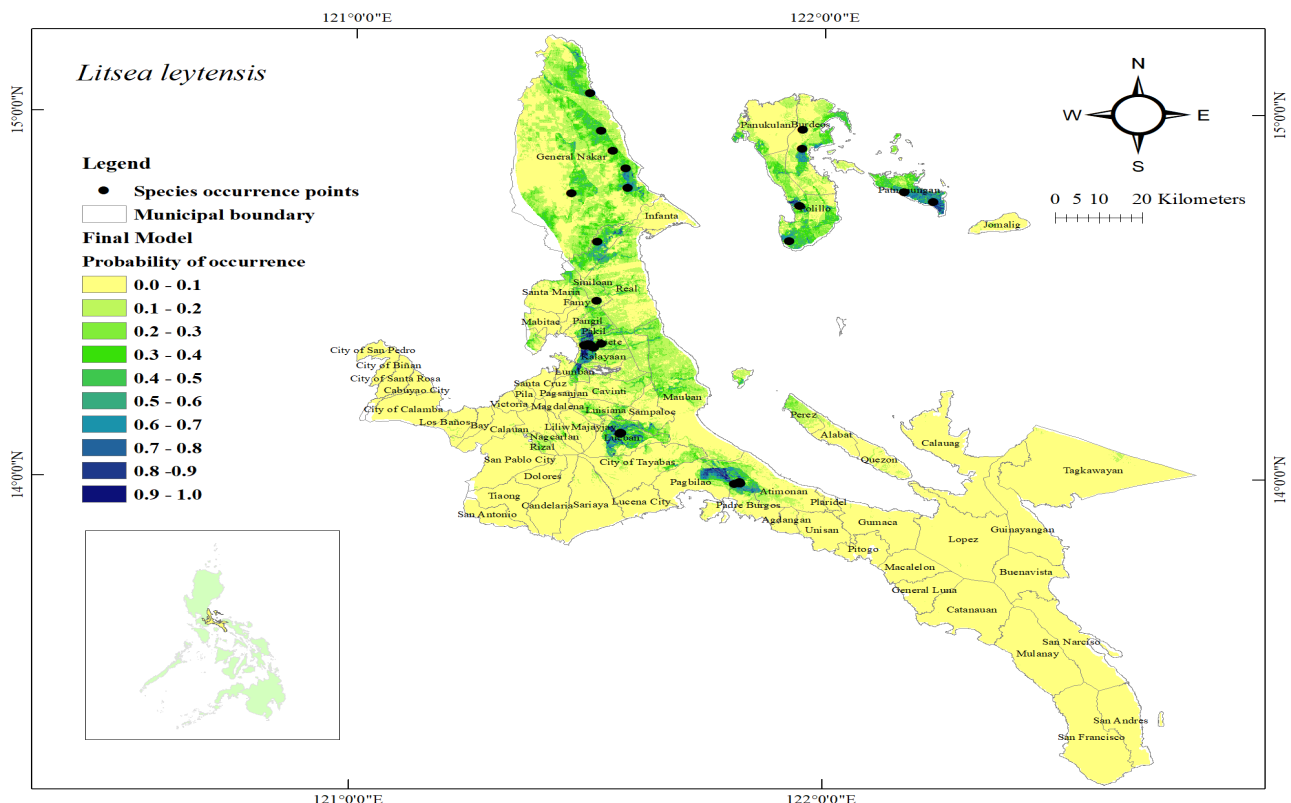 121°0'0"E 122°0'0"E
Litsea leytensis
15°0'0"N 15°0'0"N
N
W E
S
0 5 10 20 Kilometers
Legend
Species occurrence points
Municipal boundary
Final Model
Probability of occurrence
0.0 - 0.1
0.1 - 0.2
0.2 - 0.3
0.3 - 0.4
0.4 - 0.5
0.5 - 0.6
0.6 - 0.7
0.7 - 0.8
0.8 -0.9
0.9 - 1.0
Panukulan Burdeos
General Nakar
Infanta
Polillo
Jomalig
Siniloan
Real
Santa Maria
Famy
Mabitac
Pangil
Pakil
Kalayaan
City of San Pedro
City of Biñan
City of Santa Rosa
Cabuyao City
City of Calamba
Los Baños
Bay
Lumban
Santa Cruz
Pila
Pagsanjan
Cavinti
Victoria
Magdalena
Luisiana
Sampaloc
Mauban
Calauan
Liliw
Majayjay
Nagcarlan
Rizal
Lucban
San Pablo City
City of Tayabas
Dolores
Tiaong
Candelaria
Sariaya
Lucena City
San Antonio
Pagbilao
Atimonan
Padre Burgos
Plaridel
Agdangan
Unisan
Gumaca
Pitogo
Perez
Alabat
Quezon
Calauag
Tagkawayan
Guinayangan
Lopez
Buenavista
Macalelon
General Luna
Catanauan
San Narciso
Mulanay
San Andres
San Francisco
14°0'0"N 14°0'0"N
121°0'0"E 122°0'0"E